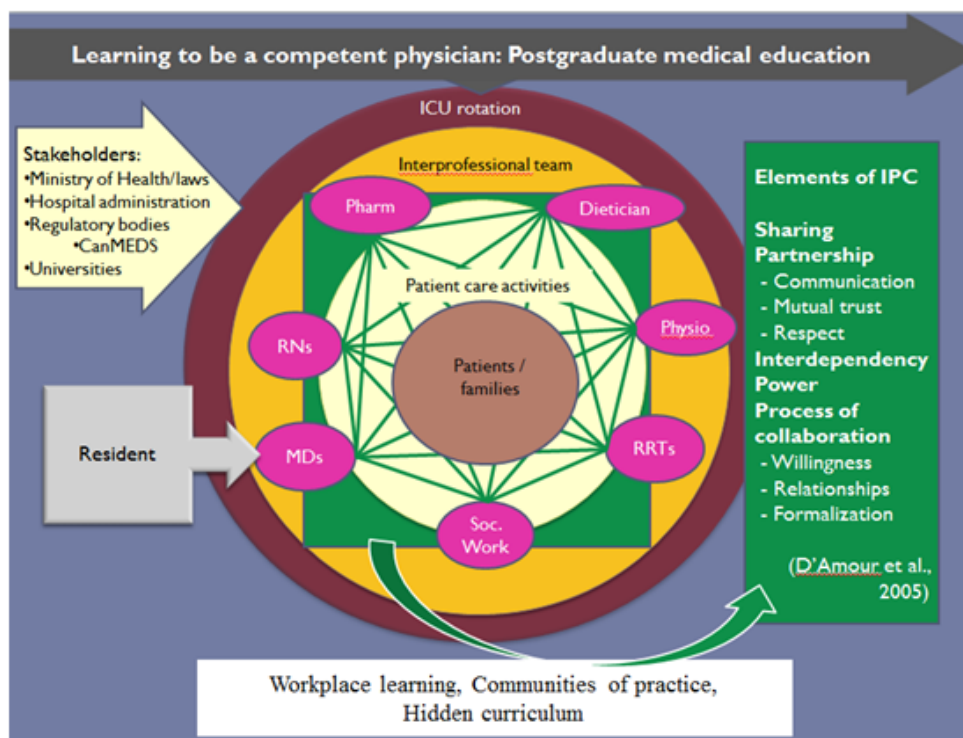 Learning to be a competent physician: Postgraduate medical education
ICU rotation
Stakeholders:
•Ministry of Health/laws
•Hospital administration
•Regulatory bodies
•CanMEDS
•Universities
Interprofessional team
Pharm
Dietician
Patient care activities
RNs
Physio
Patients /
families
Resident
MDs
RRTs
Soc.
Work
Elements of IPC
Sharing
Partnership
- Communication
- Mutual trust
- Respect
Interdependency
Power
Process of
collaboration
- Willingness
- Relationships
- Formalization
(D'Amour et al.,
2005)
Workplace learning, Communities of practice,
Hidden curriculum